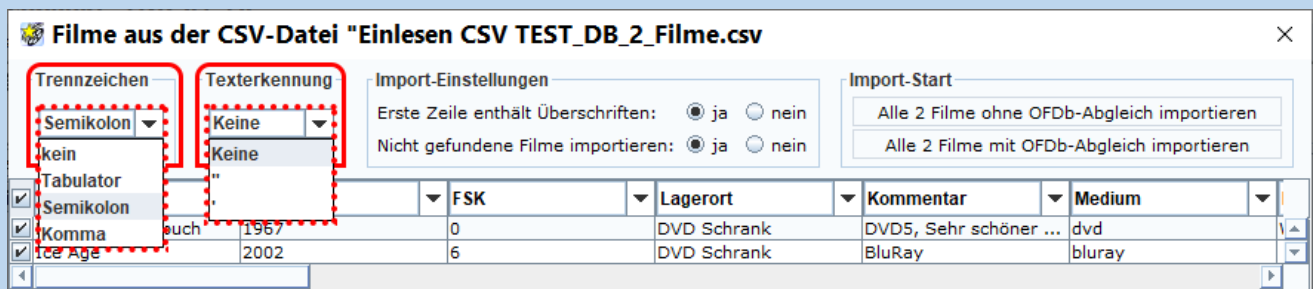 Filme aus der CSV-Datei "Einlesen CSV TEST_DB_2_Filme.csv
Trennzeichen Texterkennung Import-Einstellungen Import-Start
Semikolon Keine Erste Zeile enthält Überschriften: ja nein Alle 2 Filme ohne OFDb-Abgleich importieren
kein Keine Nicht gefundene Filme importieren: ja nein Alle 2 Filme mit OFDb-Abgleich importieren
Tabulator "
Semikolon ' FSK Lagerort Kommentar Medium
Komma
uch 1967 0 DVD Schrank DVD5, Sehr schöner ... dvd
Ice Age 2002 6 DVD Schrank BluRay bluray